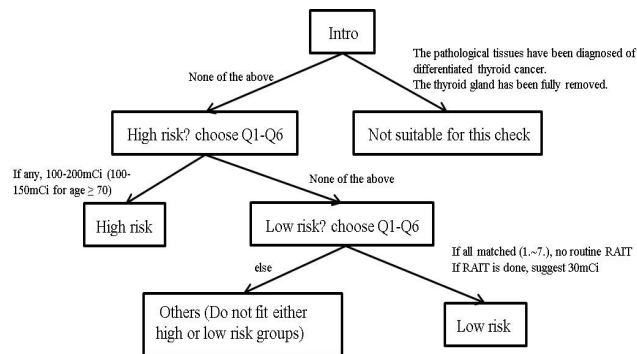 Intro
The pathological tissues have been diagnosed of
differentiated thyroid cancer.
The thyroid gland has been fully removed.
None of the above
High risk? choose Q1-Q6
Not suitable for this check
If any, 100-200mCi (100-
150mCi for age ≥ 70)
None of the above
High risk
Low risk? choose Q1-Q6
If all matched (1.~7.), no routine RAIT
If RAIT is done, suggest 30mCi
else
Others (Do not fit either
high or low risk groups)
Low risk